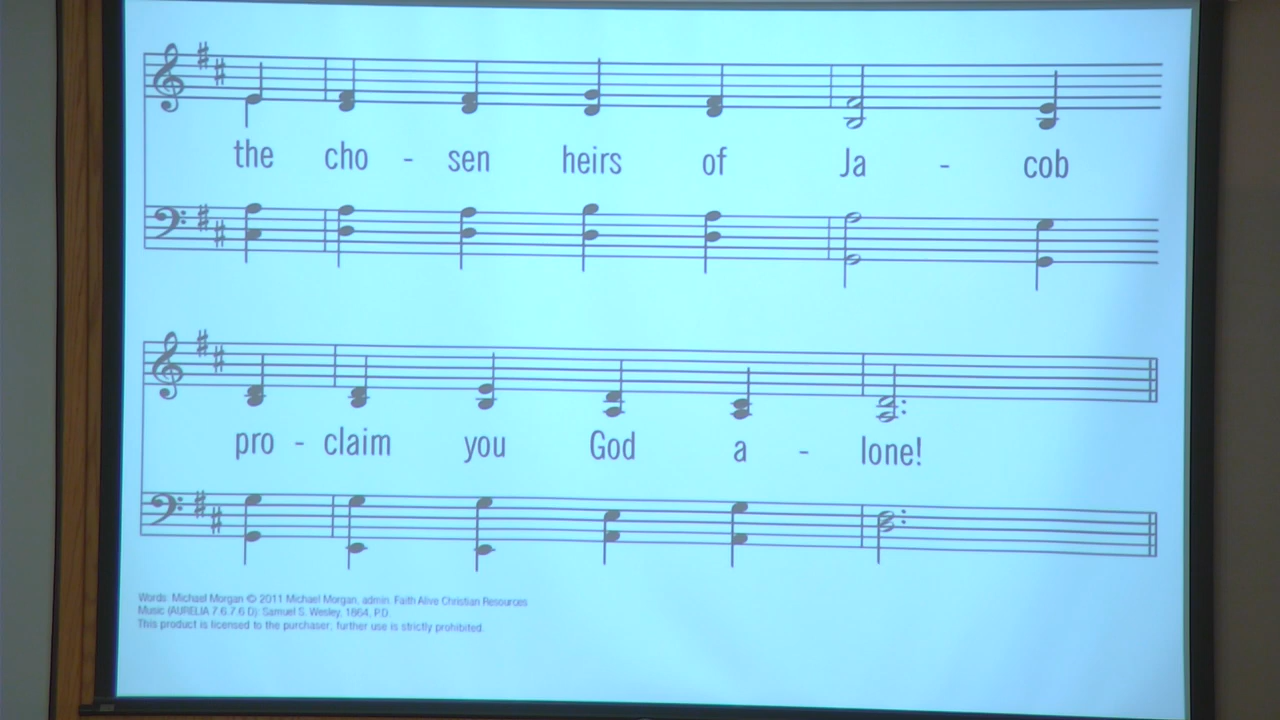 the cho - sen heirs of Ja - cob
pro - claim you God a - lone!
Words: Michael Morgan © 2011 Michael Morgan, admin. Faith Alive Christian Resources
Music (AURELIA 7.6.7.6 D): Samuel S. Wesley, 1864, P.D.
This product is licensed to the purchaser; further use is strictly prohibited.